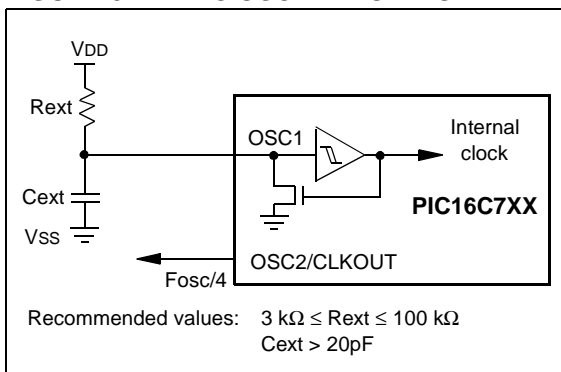 VDD
Rext
OSC1
Internal
clock
Cext
PIC16C7XX
VSS
OSC2/CLKOUT
Fosc/4
Recommended values: 3 kΩ ≤ Rext ≤ 100 kΩ
Cext > 20pF